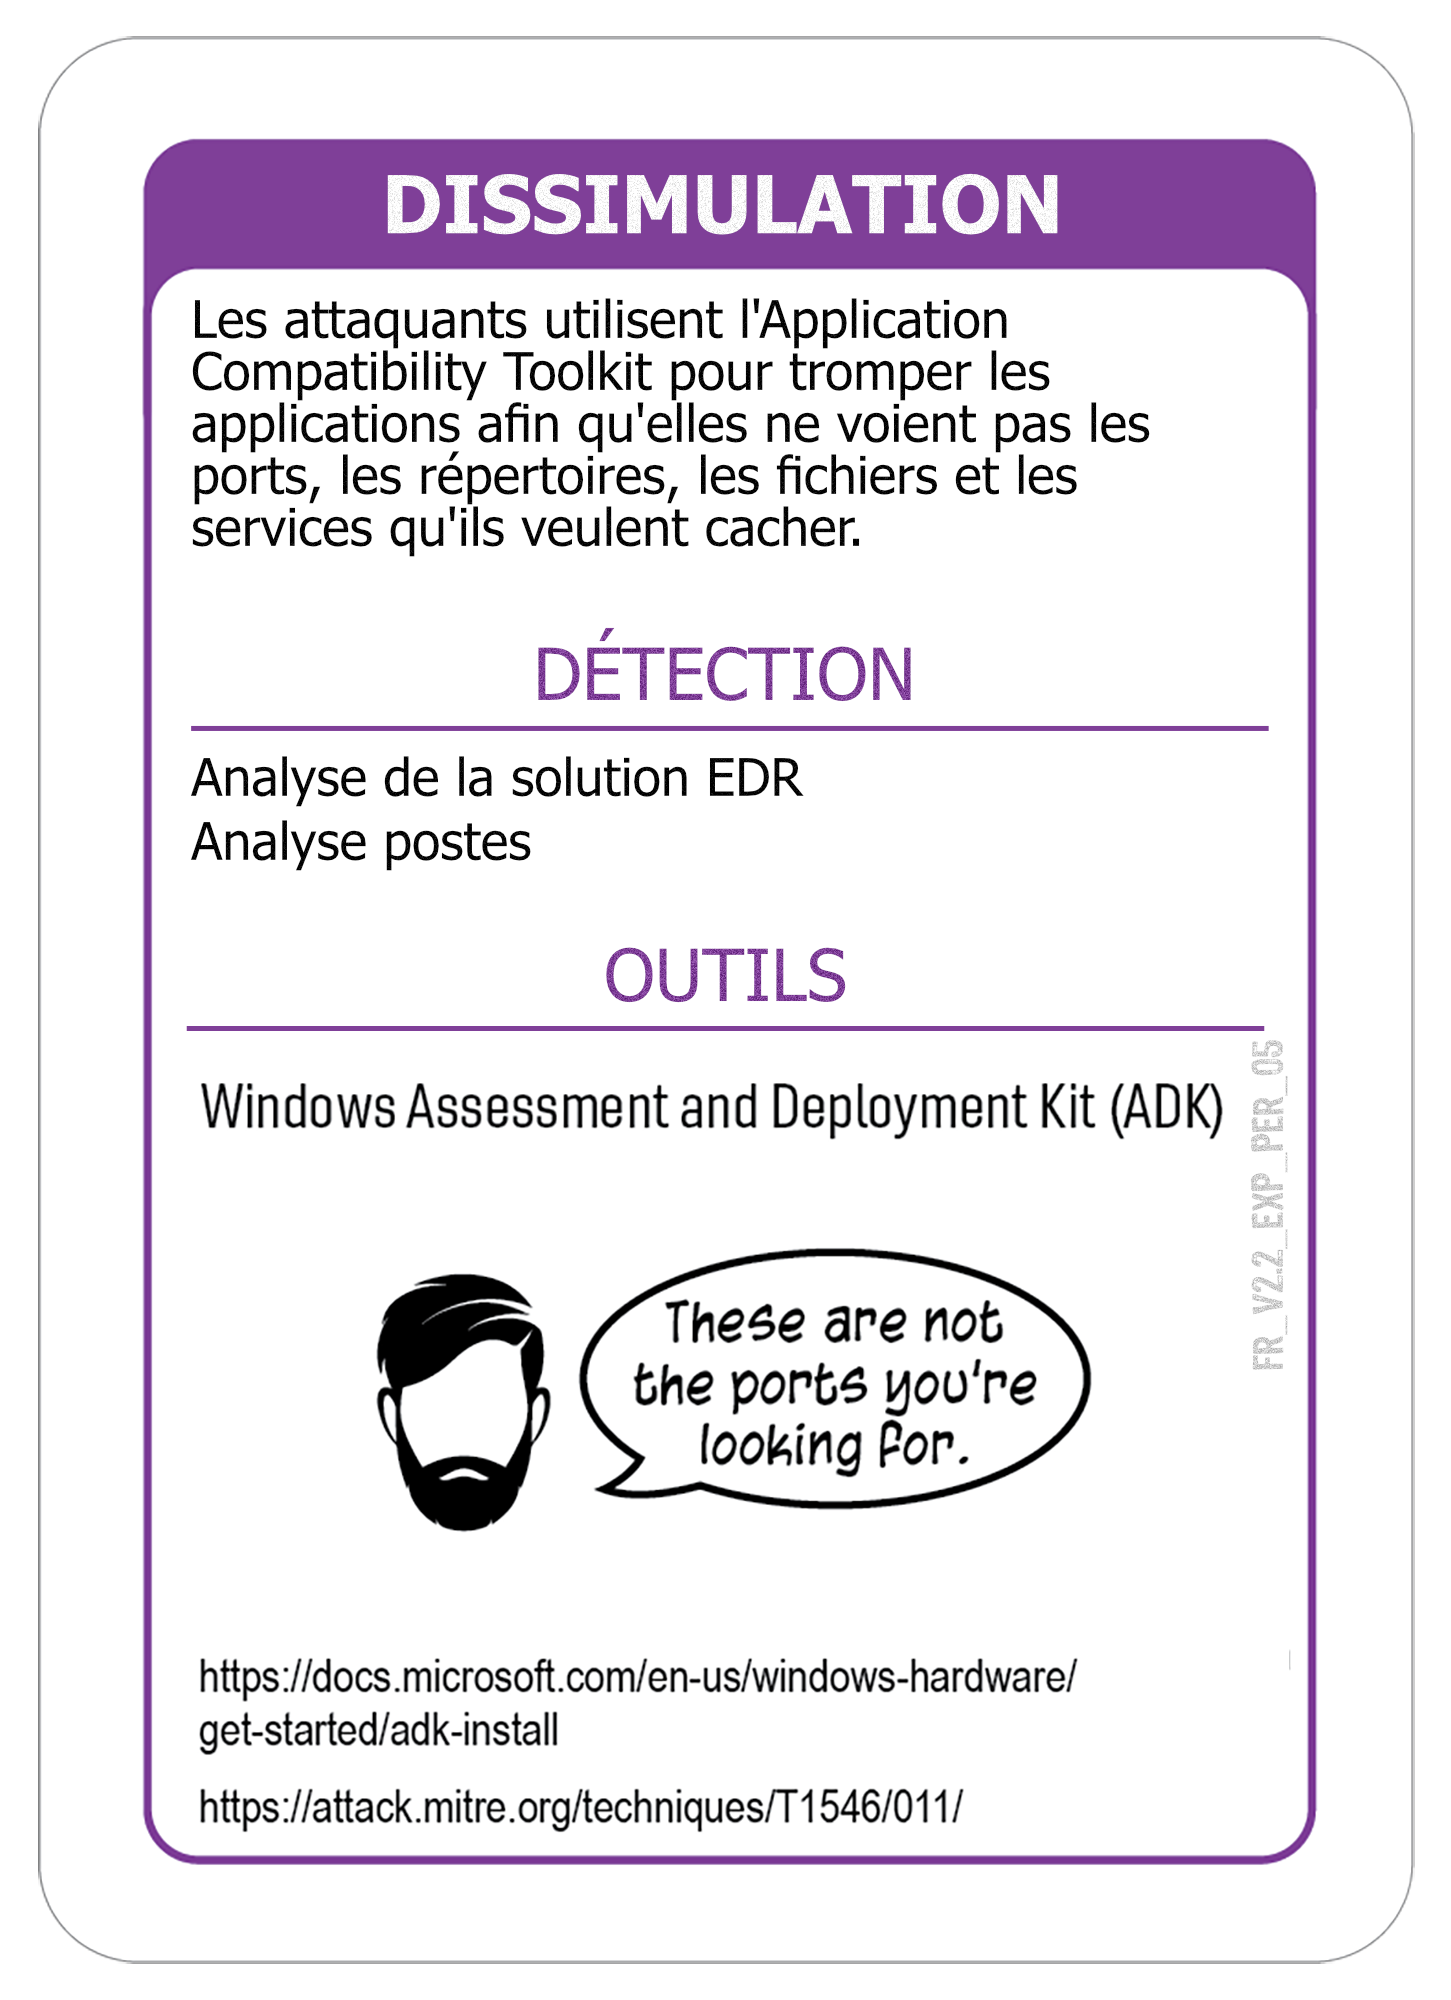 DISSIMULATION
Les attaquants utilisent l'Application
Compatibility Toolkit pour tromper les
applications afin qu'elles ne voient pas les
ports, les répertoires, les fichiers et les
services qu'ils veulent cacher.
DÉTECTION
Analyse de la solution EDR
Analyse postes
OUTILS
Windows Assessment and Deployment Kit (ADK)
FR_V2.2_EXP_PER_05
These are not
the ports you're
looking for.
https://docs.microsoft.com/en-us/windows-hardware/
get-started/adk-install
https://attack.mitre.org/techniques/T1546/011/